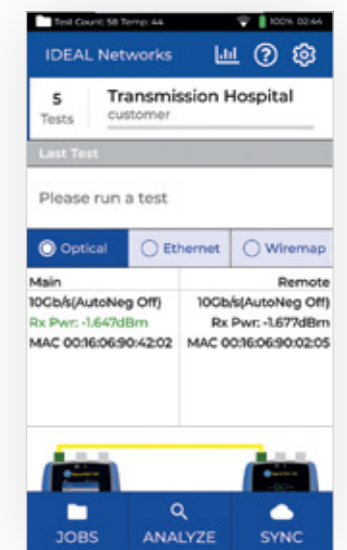 Test Count: 58 Temp: 44 100% 02:44
IDEAL Networks
5 Transmission Hospital
Tests customer
Last Test
Please run a test
Optical Ethernet Wiremap
Main Remote
10Gb/s(AutoNeg Off) 10Gb/s(AutoNeg Off)
Rx Pwr: -1.647dBm Rx Pwr: -1.677dBm
MAC 00:16:06:90:42:02 MAC 00:16:06:90:02:05
JOBS ANALYZE SYNC